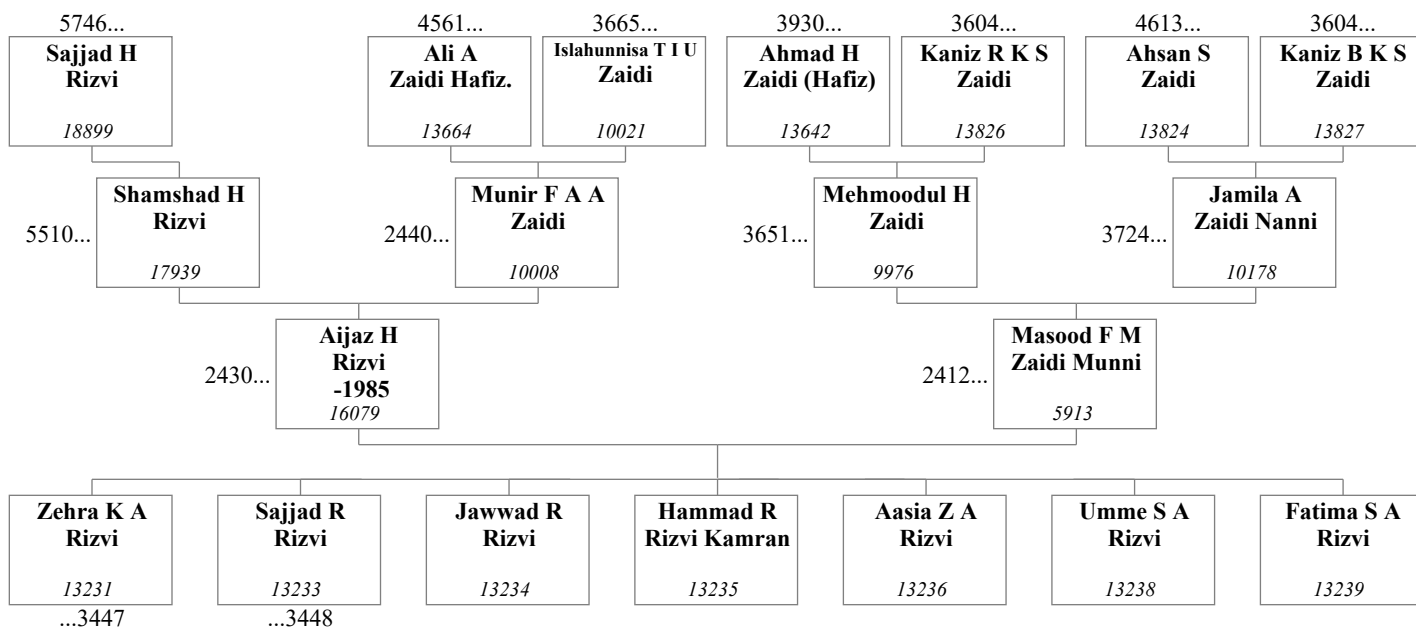 5746...
4561...
3665...
3930...
3604...
4613...
3604...
Sajjad H
Rizvi
18899
Ali A
Zaidi Hafiz.
13664
Islahunnisa T I U
Zaidi
10021
Ahmad H
Zaidi (Hafiz)
13642
Kaniz R K S
Zaidi
13826
Ahsan S
Zaidi
13824
Kaniz B K S
Zaidi
13827
5510...
Shamshad H
Rizvi
17939
2440...
Munir F A A
Zaidi
10008
3651...
Mehmoodul H
Zaidi
9976
3724...
Jamila A
Zaidi Nanni
10178
2430...
Aijaz H
Rizvi
-1985
16079
2412...
Masood F M
Zaidi Munni
5913
Zehra K A
Rizvi
13231
...3447
Sajjad R
Rizvi
13233
...3448
Jawwad R
Rizvi
13234
Hammad R
Rizvi Kamran
13235
Aasia Z A
Rizvi
13236
Umme S A
Rizvi
13238
Fatima S A
Rizvi
13239